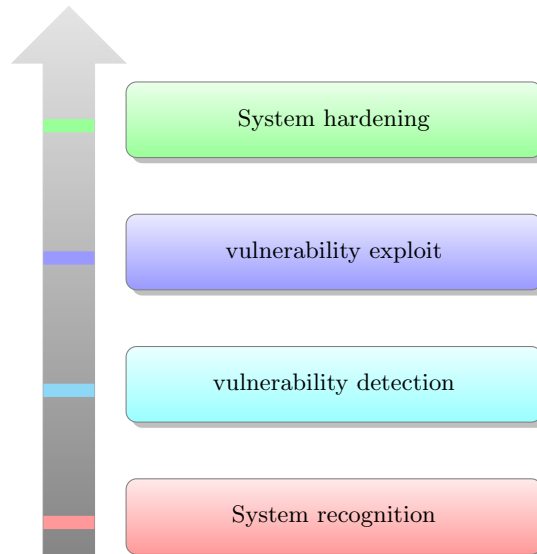 System hardening
vulnerability exploit
vulnerability detection
System recognition